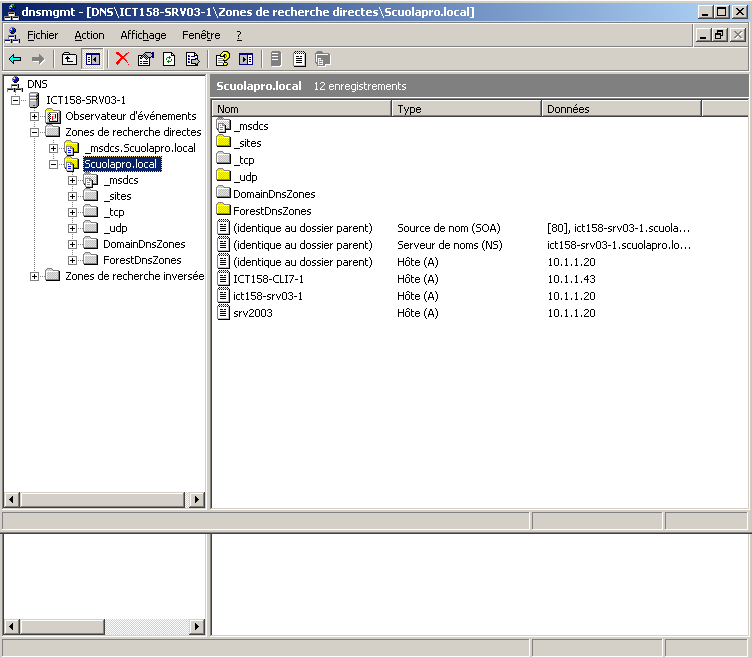 dnsmgmt - [DNS\ICT158-SRV03-1\Zones de recherche directes\Scuolapro.local]
Fichier Action Affichage Fenêtre ?
DNS
ICT158-SRV03-1
Observateur d'événements
Zones de recherche directes
_msdcs.Scuolapro.local
Scuolapro.local
_msdcs
_sites
_tcp
_udp
DomainDnsZones
ForestDnsZones
Zones de recherche inversée
Scuolapro.local 12 enregistrements
Nom Type Données
_msdcs
_sites
_tcp
_udp
DomainDnsZones
ForestDnsZones
(identique au dossier parent) Source de nom (SOA) [80], ict158-srv03-1.scuola...
(identique au dossier parent) Serveur de noms (NS) ict158-srv03-1.scuolapro.lo...
(identique au dossier parent) Hôte (A) 10.1.1.20
ICT158-CLI7-1 Hôte (A) 10.1.1.43
ict158-srv03-1 Hôte (A) 10.1.1.20
srv2003 Hôte (A) 10.1.1.20